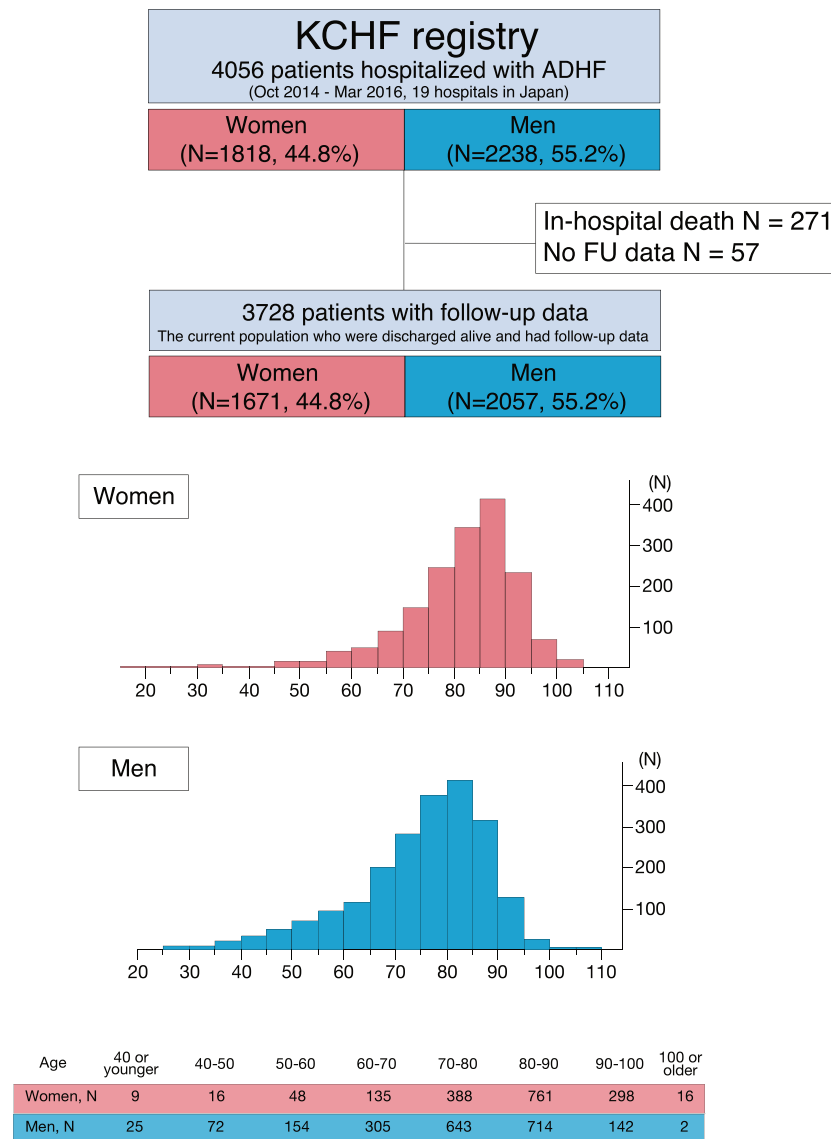 KCHF registry
4056 patients hospitalized with ADHF
(Oct 2014 - Mar 2016, 19 hospitals in Japan)
Women Men
(N=1818, 44.8%) (N=2238, 55.2%)
In-hospital death N = 271
No FU data N = 57
3728 patients with follow-up data
The current population who were discharged alive and had follow-up data
Women Men
(N=1671, 44.8%) (N=2057, 55.2%)
Women
(N)
400
300
200
100
20 30 40 50 60 70 80 90 100 110
Men
(N)
400
300
200
100
20 30 40 50 60 70 80 90 100 110
Age 40 or younger 40-50 50-60 60-70 70-80 80-90 90-100 100 or older
Women, N 9 16 48 135 388 761 298 16
Men, N 25 72 154 305 643 714 142 2